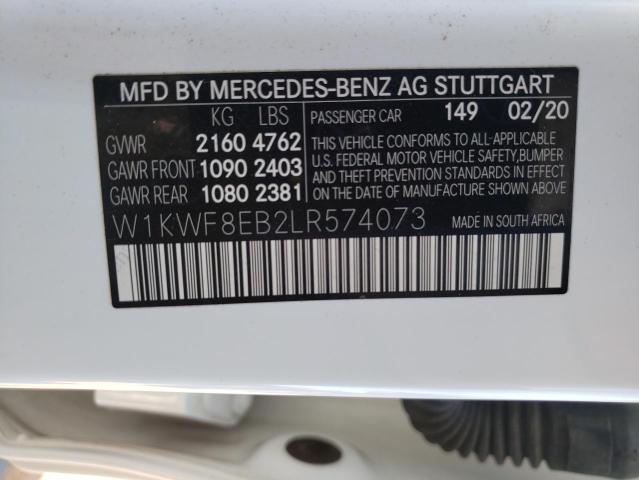 MFD BY MERCEDES-BENZ AG STUTTGART
KG LBS PASSENGER CAR 149 02/20
GVWR 2160 4762
GAWR FRONT 1090 2403
GAWR REAR 1080 2381
THIS VEHICLE CONFORMS TO ALL-APPLICABLE
U.S. FEDERAL MOTOR VEHICLE SAFETY,BUMPER
AND THEFT PREVENTION STANDARDS IN EFFECT
ON THE DATE OF MANUFACTURE SHOWN ABOVE.
W1KWF8EB2LR574073 MADE IN SOUTH AFRICA